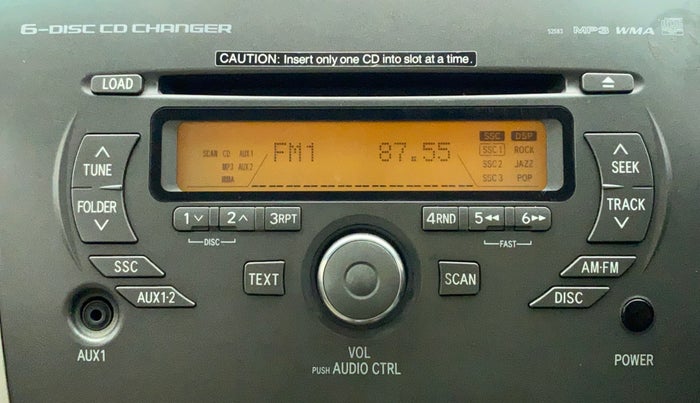 6-DISC CD CHANGER 52S83 MP3 WMA
CAUTION: Insert only one CD into slot at a time.
LOAD
SCAN CD AUX1
MP3 AUX2
WMA
FM1 87.55
SSC DSP
SSC1 ROCK
SSC2 JAZZ
SSC3 POP
TUNE
FOLDER
SEEK
TRACK
1 2 3RPT 4RND 5 6
DISC FAST
SSC
AUX1·2
TEXT
SCAN
AM·FM
DISC
AUX1
VOL
PUSH AUDIO CTRL
POWER